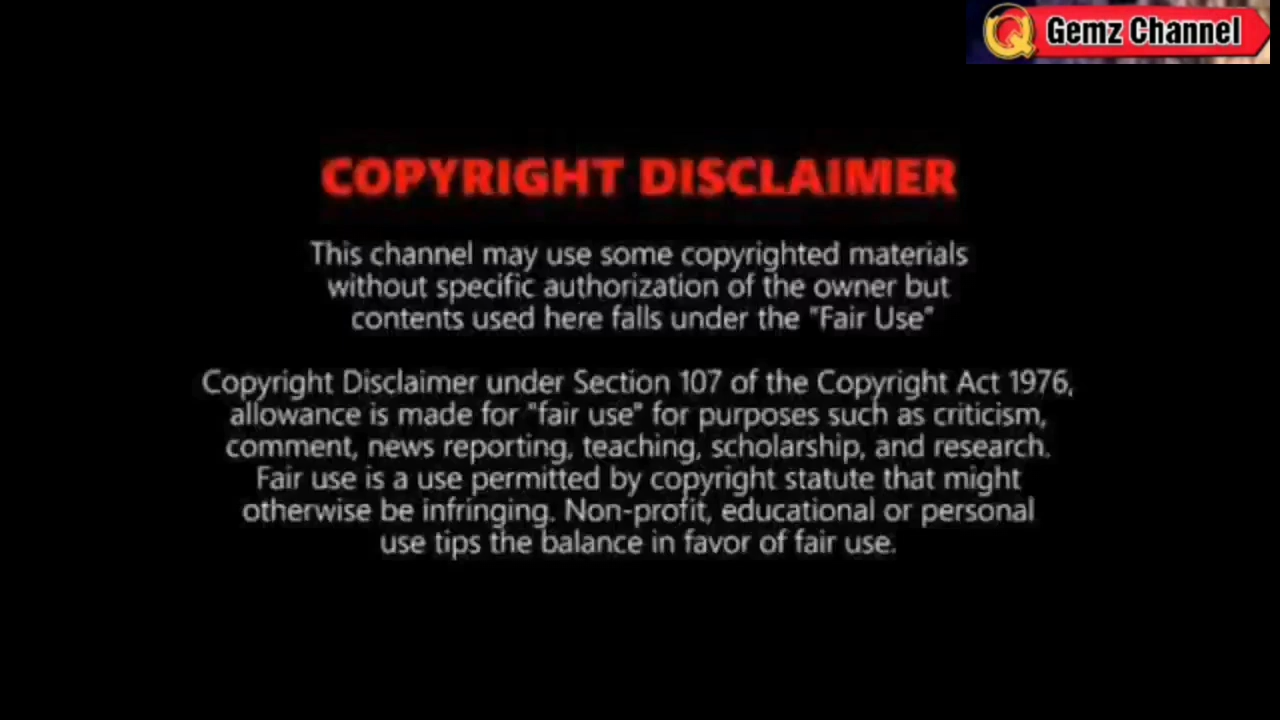 Gemz Channel
COPYRIGHT DISCLAIMER
This channel may use some copyrighted materials
without specific authorization of the owner but
contents used here falls under the "Fair Use"
Copyright Disclaimer under Section 107 of the Copyright Act 1976,
allowance is made for "fair use" for purposes such as criticism,
comment, news reporting, teaching, scholarship, and research.
Fair use is a use permitted by copyright statute that might
otherwise be infringing. Non-profit, educational or personal
use tips the balance in favor of fair use.